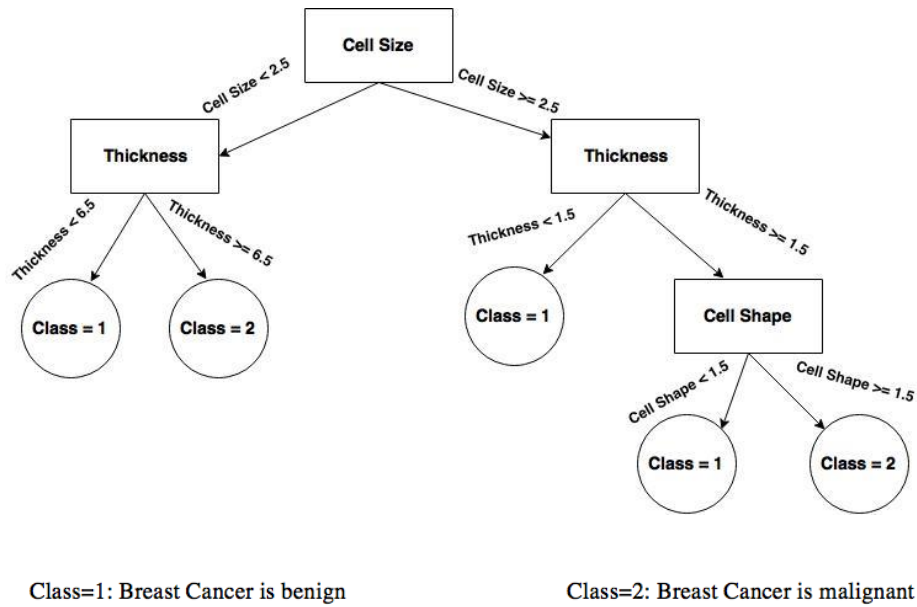 Cell Size
Cell Size < 2.5
Cell Size >= 2.5
Thickness
Thickness
Thickness < 6.5
Thickness >= 6.5
Thickness < 1.5
Thickness >= 1.5
Class = 1
Class = 2
Class = 1
Cell Shape
Cell Shape < 1.5
Cell Shape >= 1.5
Class = 1
Class = 2
Class=1: Breast Cancer is benign
Class=2: Breast Cancer is malignant